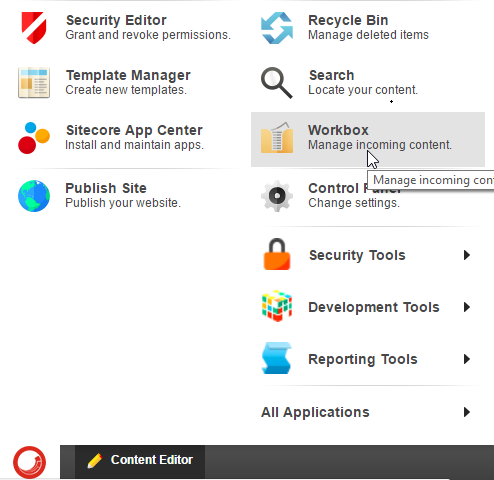 Security Editor
Grant and revoke permissions.
Template Manager
Create new templates.
Sitecore App Center
Install and maintain apps.
Publish Site
Publish your website.
Recycle Bin
Manage deleted items
Search
Locate your content.
Workbox
Manage incoming content.
Manage incoming
Control
Change settings.
Security Tools
Development Tools
Reporting Tools
All Applications
Content Editor